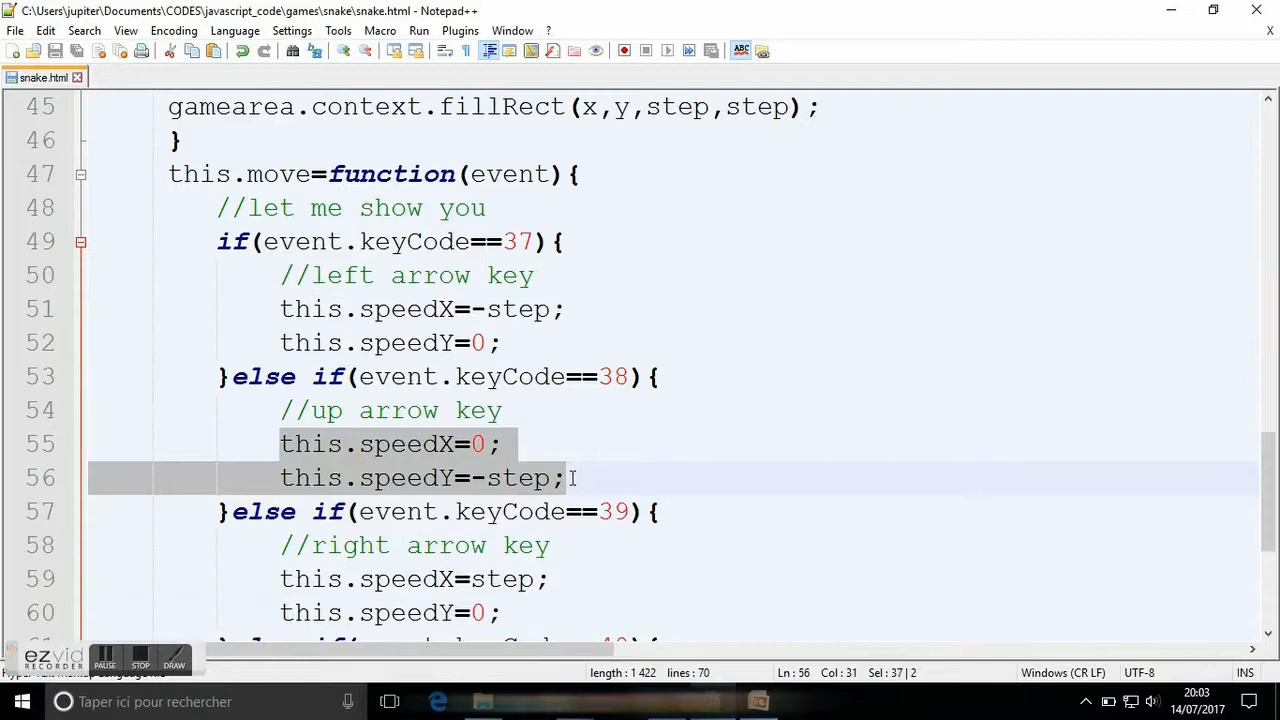 C:\Users\jupiter\Documents\CODES\javascript_code\games\snake\snake.html - Notepad++
File Edit Search View Encoding Language Settings Tools Macro Run Plugins Window ? X
snake.html
45 gamearea.context.fillRect(x,y,step,step);
46 }
47 this.move=function(event){
48 //let me show you
49 if(event.keyCode==37){
50 //left arrow key
51 this.speedX=-step;
52 this.speedY=0;
53 }else if(event.keyCode==38){
54 //up arrow key
55 this.speedX=0;
56 this.speedY=-step;
57 }else if(event.keyCode==39){
58 //right arrow key
59 this.speedX=step;
60 this.speedY=0;
61 }else if(event.keyCode==40){
ezvid
RECORDER
PAUSE STOP DRAW
length : 1 422 lines : 70 Ln : 56 Col : 31 Sel : 37 | 2 Windows (CR LF) UTF-8 INS
Taper ici pour rechercher
20:03
14/07/2017